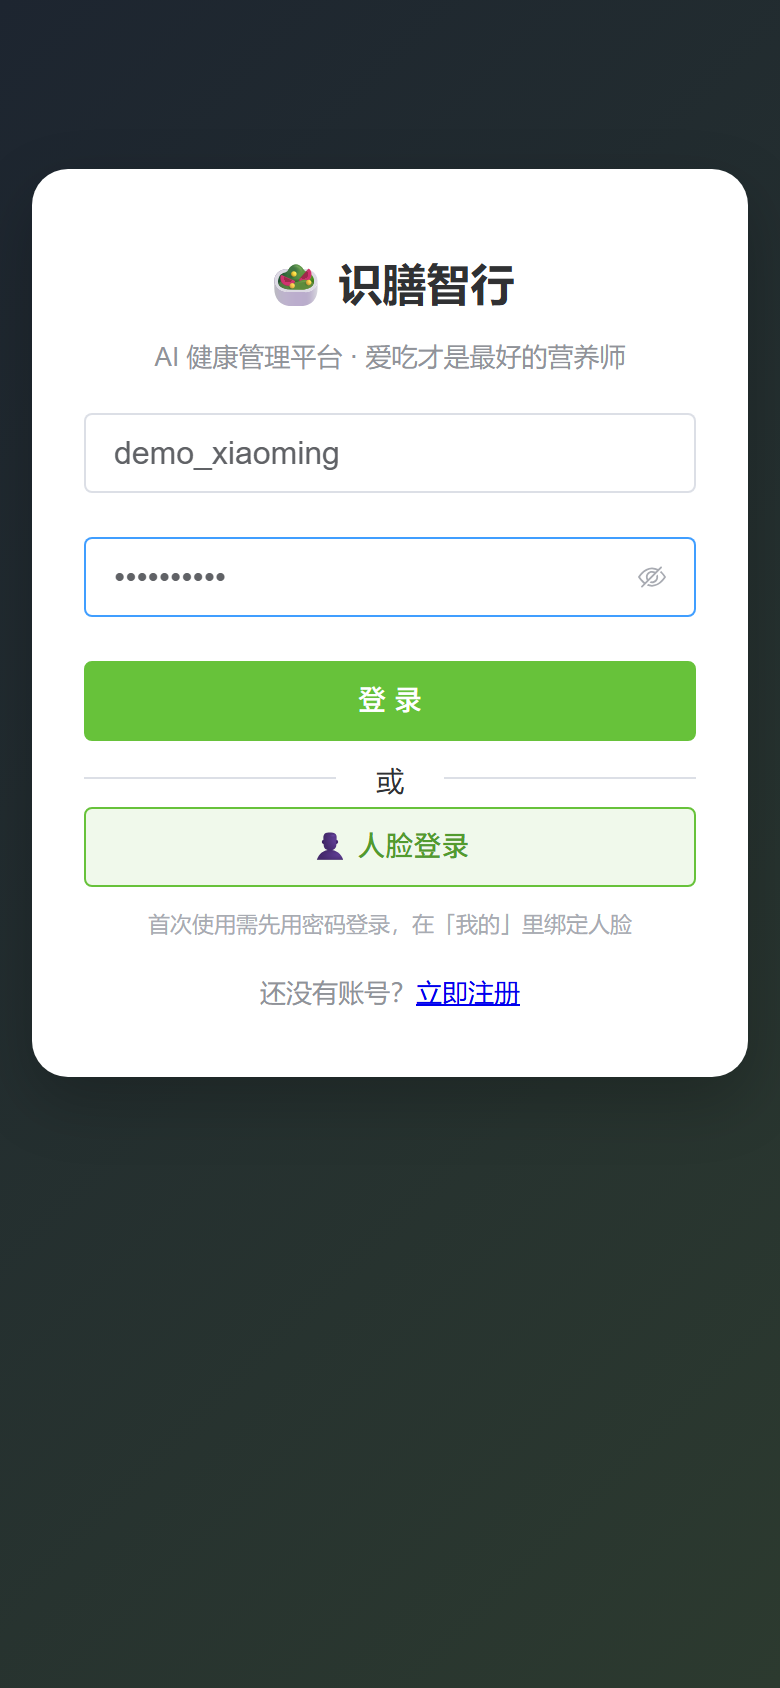 识膳智行
AI 健康管理平台 · 爱吃才是最好的营养师
demo_xiaoming
••••••••••
登 录
或
人脸登录
首次使用需先用密码登录，在「我的」里绑定人脸
还没有账号？立即注册